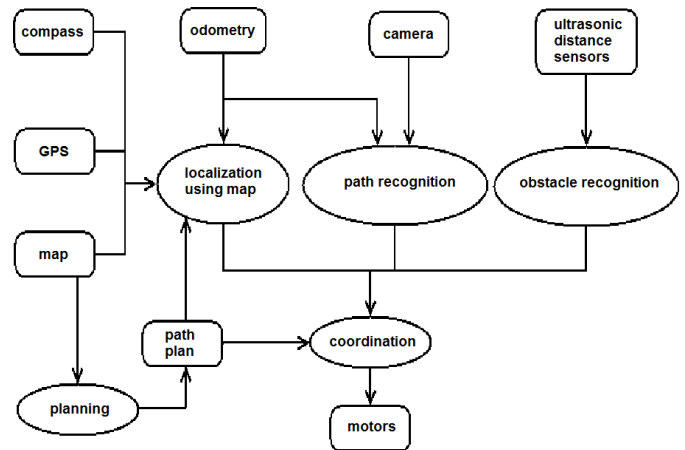 compass
odometry
camera
ultrasonic
distance
sensors
GPS
localization
using map
path recognition
obstacle recognition
map
path
plan
coordination
planning
motors